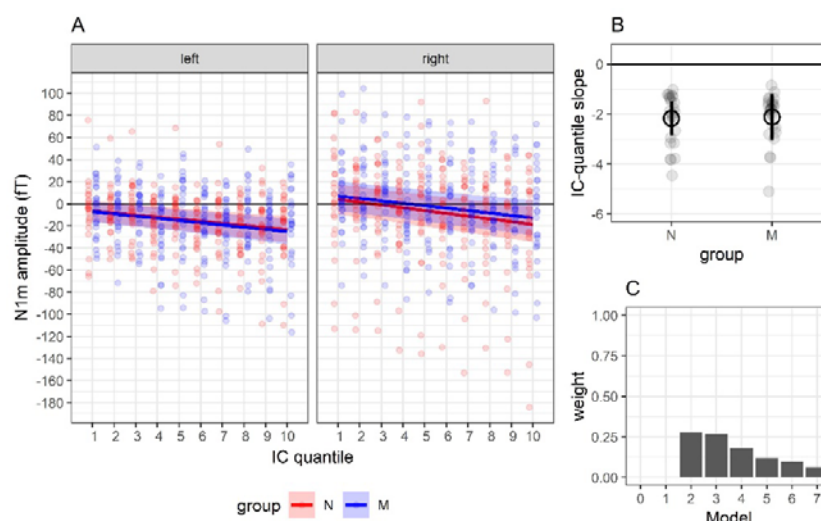 A
left
right
100
80
60
40
20
0
-20
-40
-60
-80
-100
-120
-140
-160
-180
N1m amplitude (fT)
1 2 3 4 5 6 7 8 9 10
1 2 3 4 5 6 7 8 9 10
IC quantile
group N M
B
0
-2
-4
-6
IC-quantile slope
N M
group
C
1.00
0.75
0.50
0.25
0.00
weight
0 1 2 3 4 5 6 7
Model